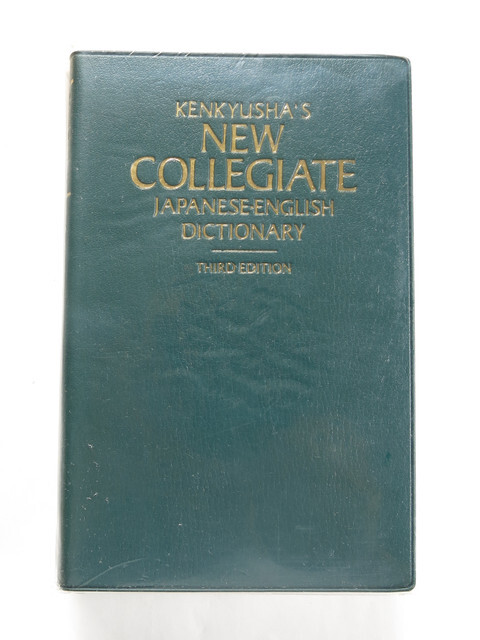 KENKYUSHA'S
NEW
COLLEGIATE
JAPANESE-ENGLISH
DICTIONARY
THIRD EDITION